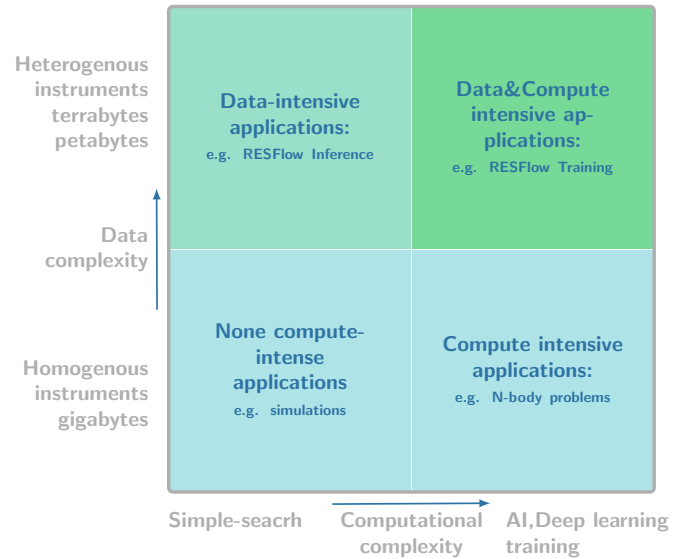 Heterogenous
instruments
terrabytes
petabytes
Data-intensive
applications:
e.g. RESFlow Inference
Data&Compute
intensive ap-
plications:
e.g. RESFlow Training
Data
complexity
None compute-
intense
applications
e.g. simulations
Compute intensive
applications:
e.g. N-body problems
Homogenous
instruments
gigabytes
Simple-seacrh
Computational
complexity
AI,Deep learning
training